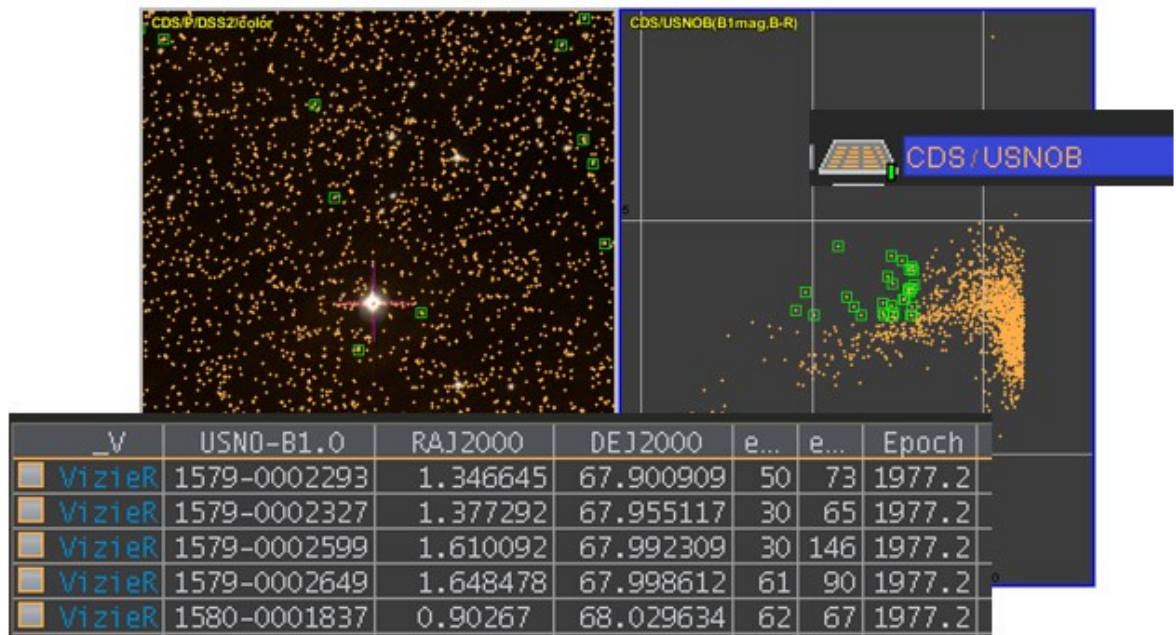 CDS/P/DSS2/color
CDS/USNOB(B1mag,B-R)
CDS/USNOB
5
0
_V USNO-B1.0 RAJ2000 DEJ2000 e... e... Epoch
VizieR 1579-0002293 1.346645 67.900909 50 73 1977.2
VizieR 1579-0002327 1.377292 67.955117 30 65 1977.2
VizieR 1579-0002599 1.610092 67.992309 30 146 1977.2
VizieR 1579-0002649 1.648478 67.998612 61 90 1977.2
VizieR 1580-0001837 0.90267 68.029634 62 67 1977.2